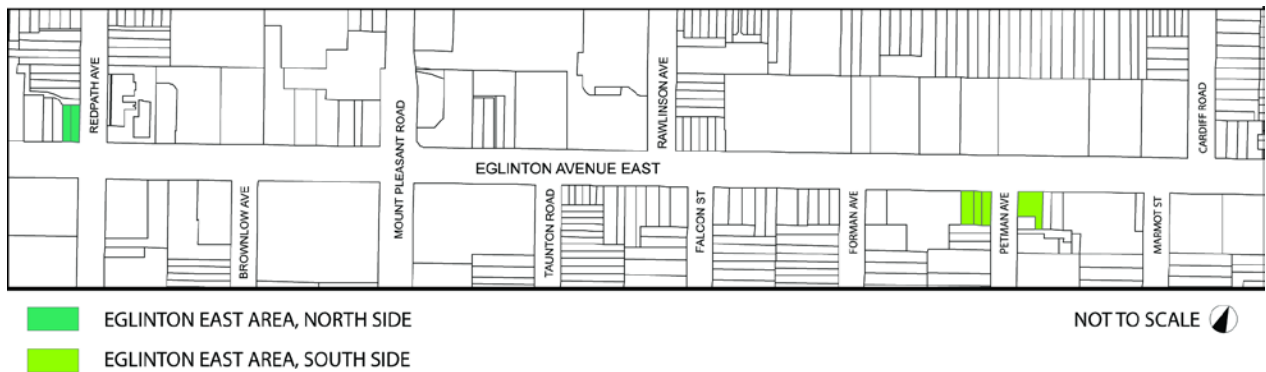 REDPATH AVE
MOUNT PLEASANT ROAD
RAWLINSON AVE
CARDIFF ROAD
EGLINTON AVENUE EAST
BROWNLOW AVE
TAUNTON ROAD
FALCON ST
FORMAN AVE
PETMAN AVE
MARMOT ST
EGLINTON EAST AREA, NORTH SIDE
NOT TO SCALE
EGLINTON EAST AREA, SOUTH SIDE